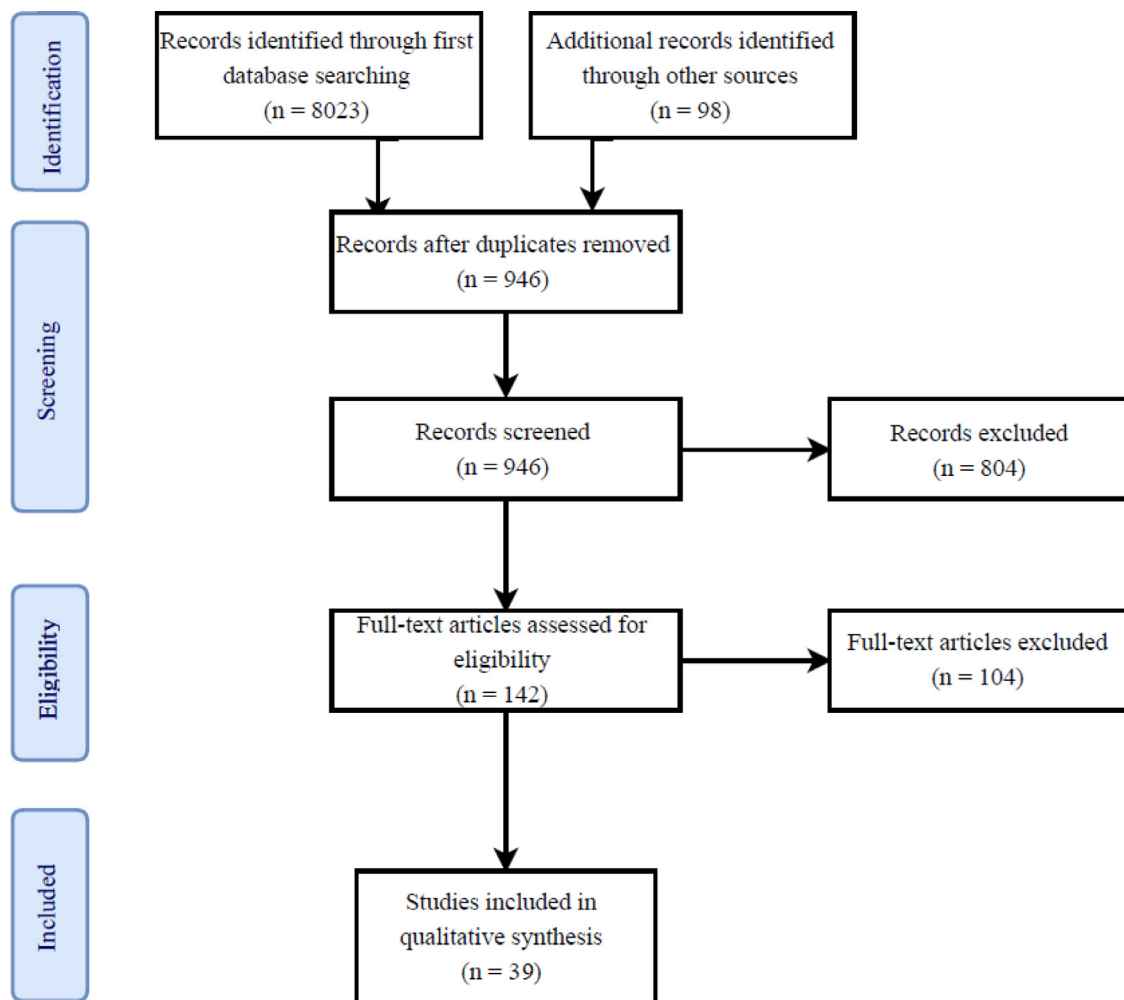 Identification
Records identified through first
database searching
(n = 8023)
Additional records identified
through other sources
(n = 98)
Screening
Records after duplicates removed
(n = 946)
Records screened
(n = 946)
Records excluded
(n = 804)
Eligibility
Full-text articles assessed for
eligibility
(n = 142)
Full-text articles excluded
(n = 104)
Included
Studies included in
qualitative synthesis
(n = 39)